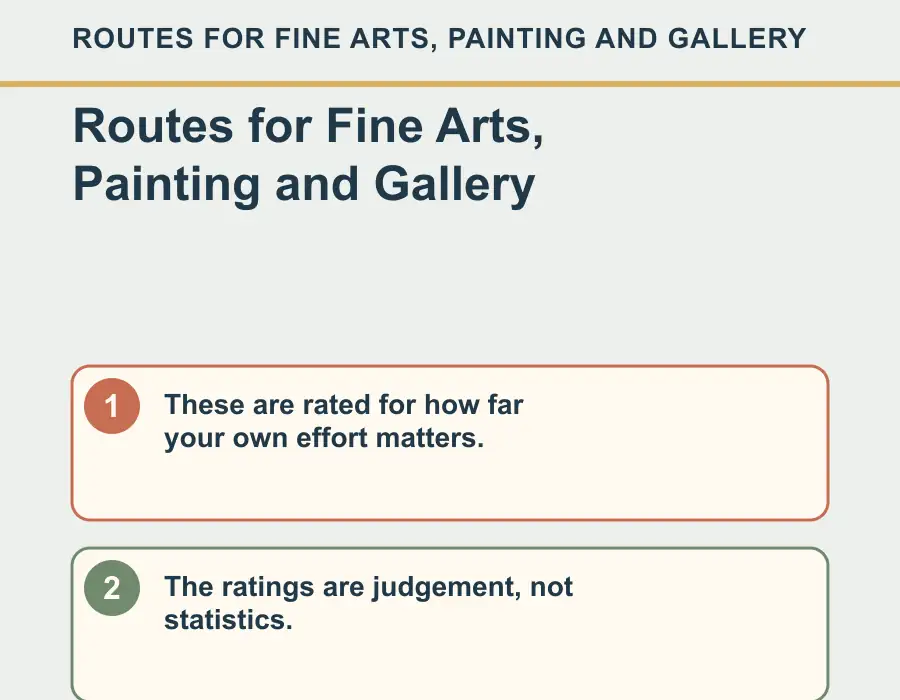 ROUTES FOR FINE ARTS, PAINTING AND GALLERY
Routes for Fine Arts,
Painting and Gallery
1
These are rated for how far
your own effort matters.
2
The ratings are judgement, not
statistics.